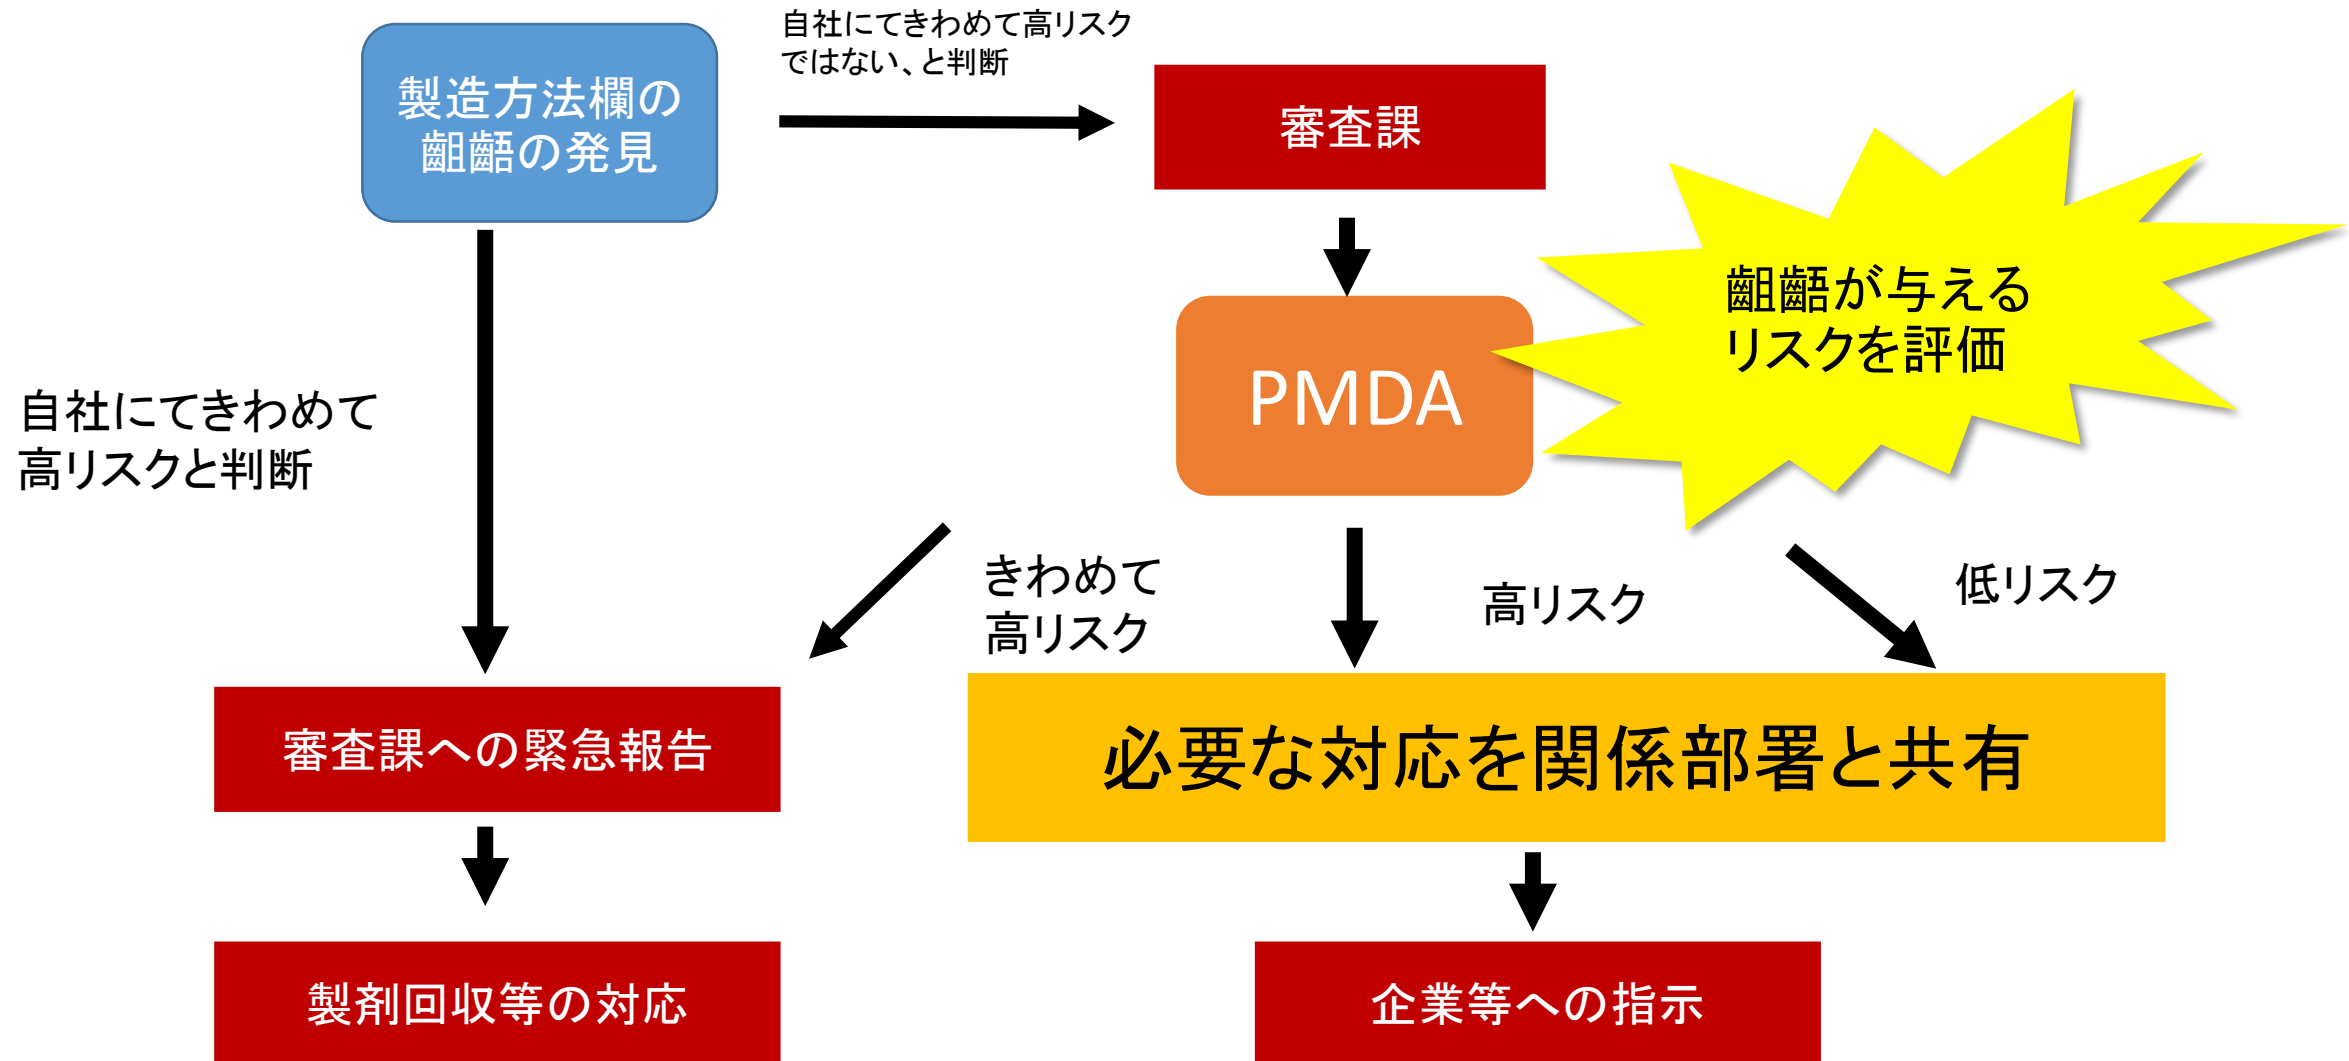 自社にてきわめて高リスク
ではない、と判断
製造方法欄の
齟齬の発見
審査課
齟齬が与える
リスクを評価
PMDA
自社にてきわめて
高リスクと判断
きわめて
高リスク
高リスク
低リスク
審査課への緊急報告
必要な対応を関係部署と共有
製剤回収等の対応
企業等への指示